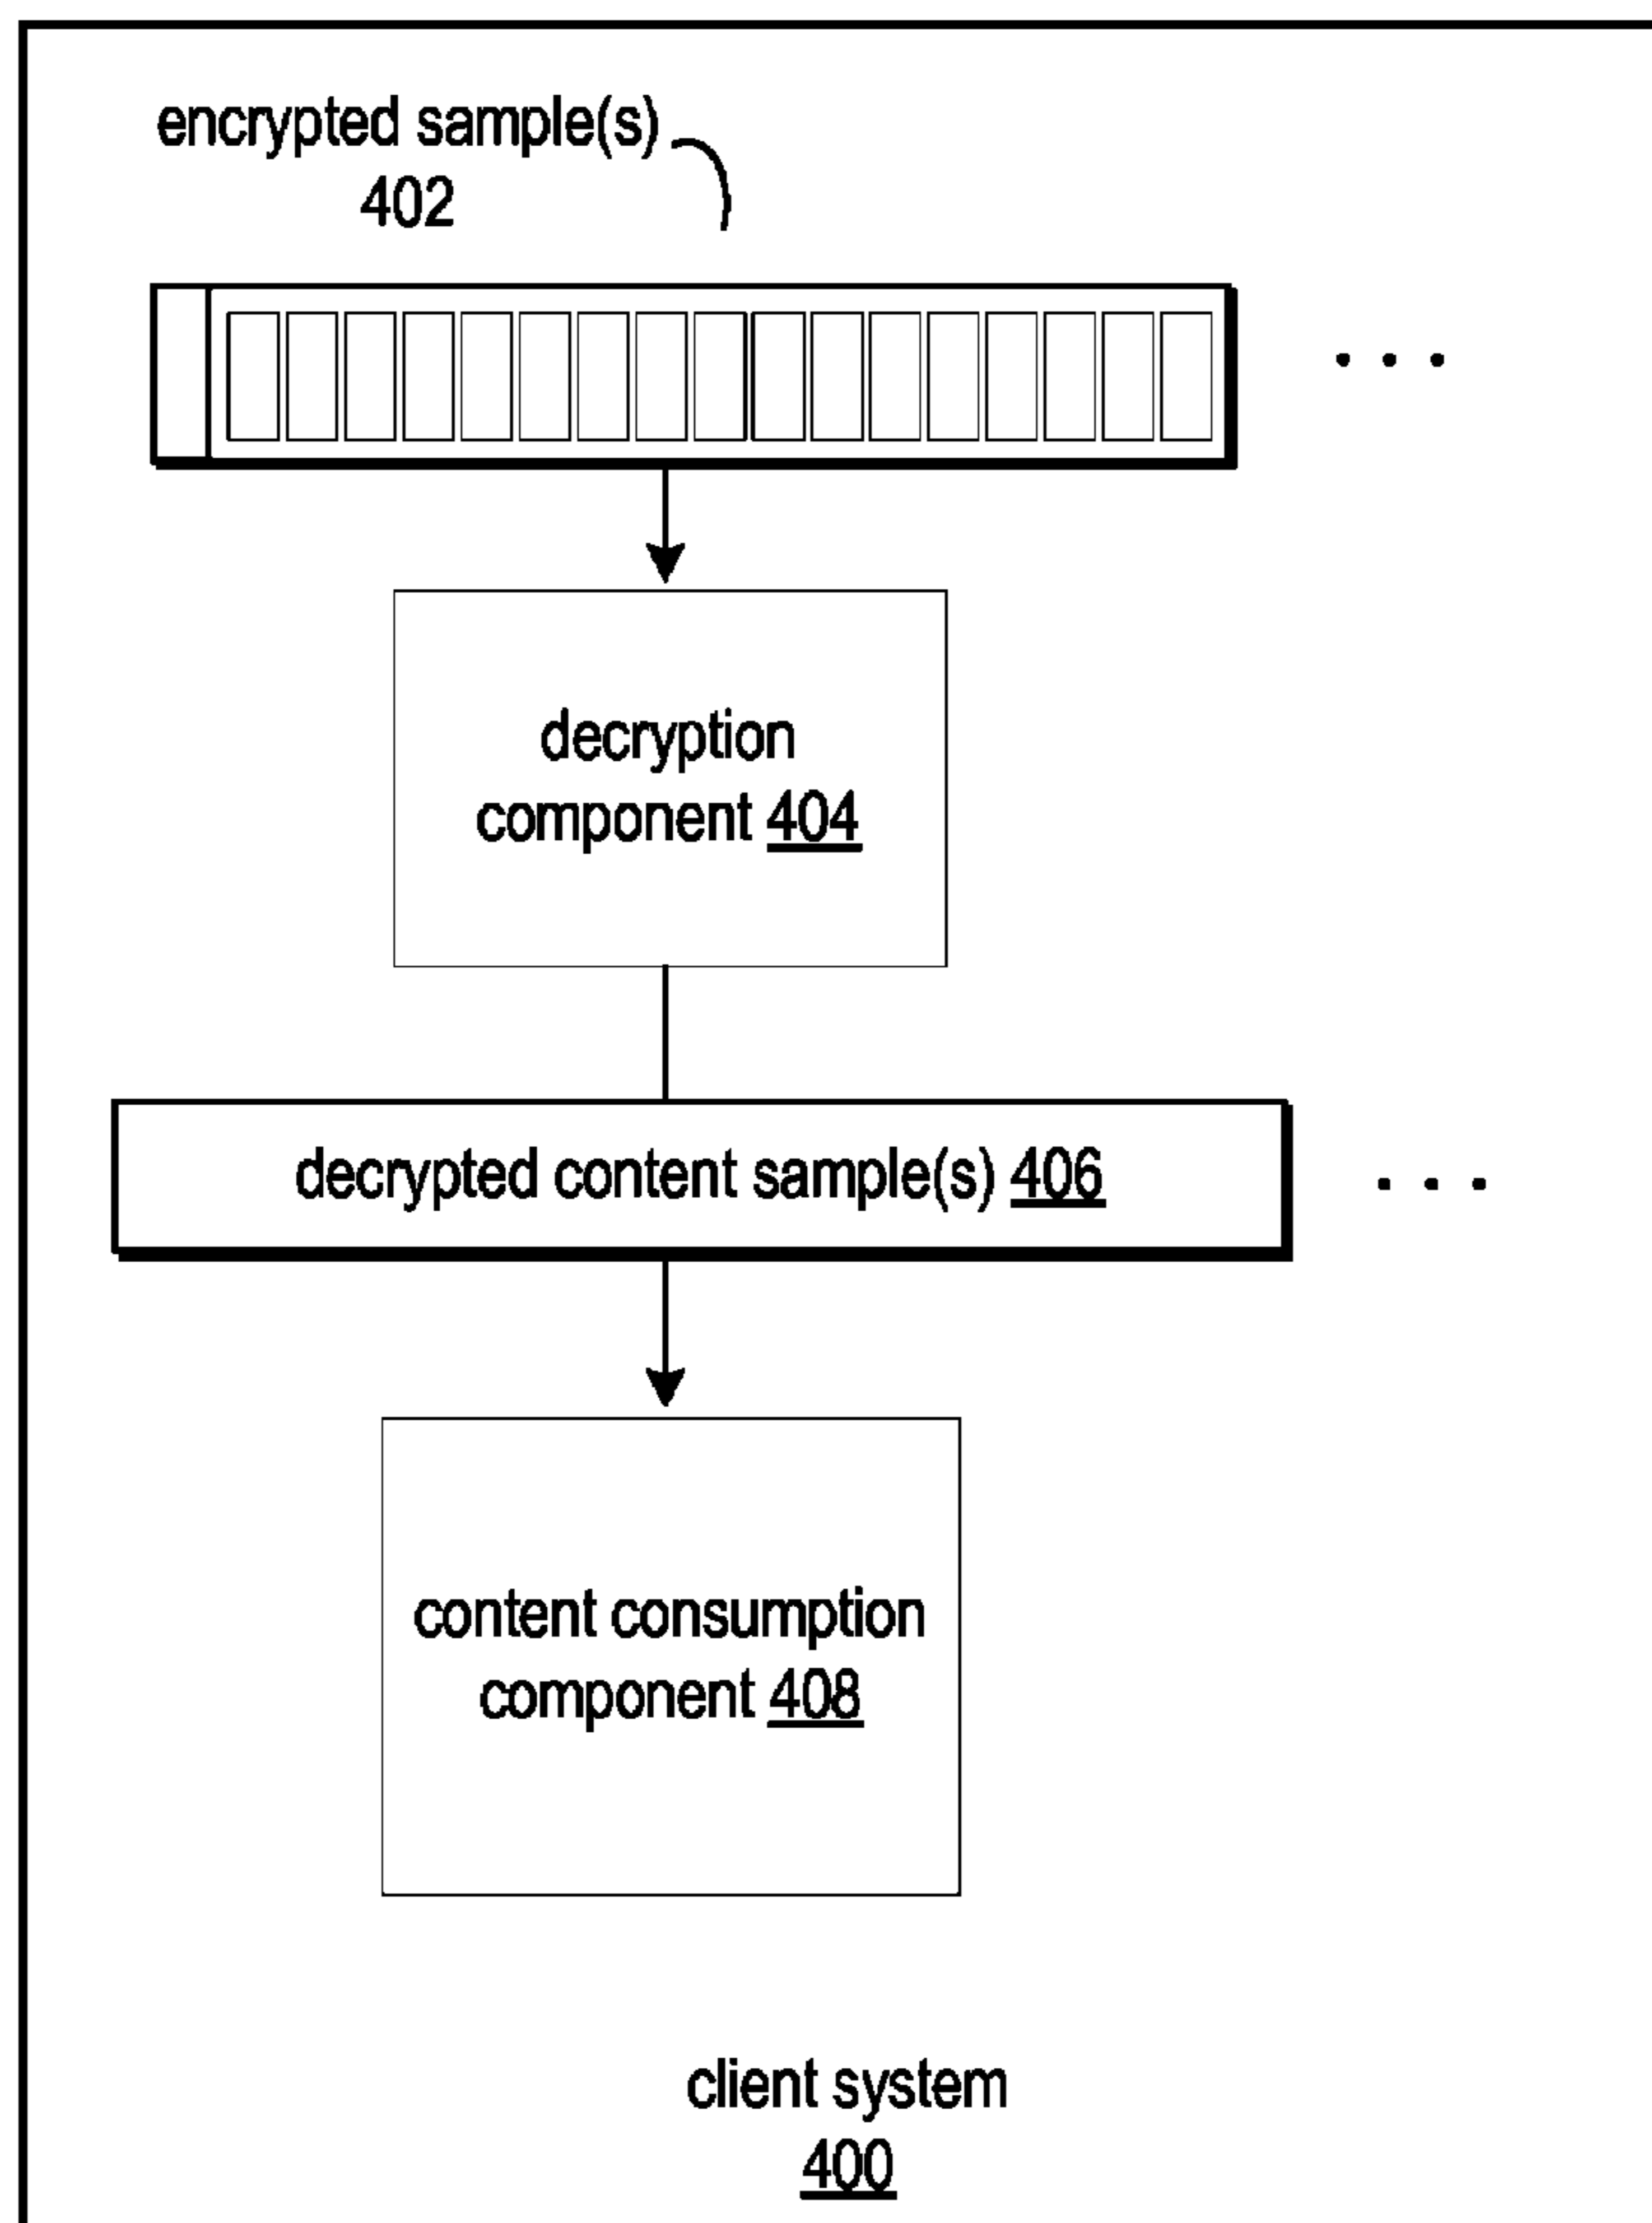 encrypted sample(s)
402
. . .
decryption
component 404
decrypted content sample(s) 406
. . .
content consumption
component 408
client system
400